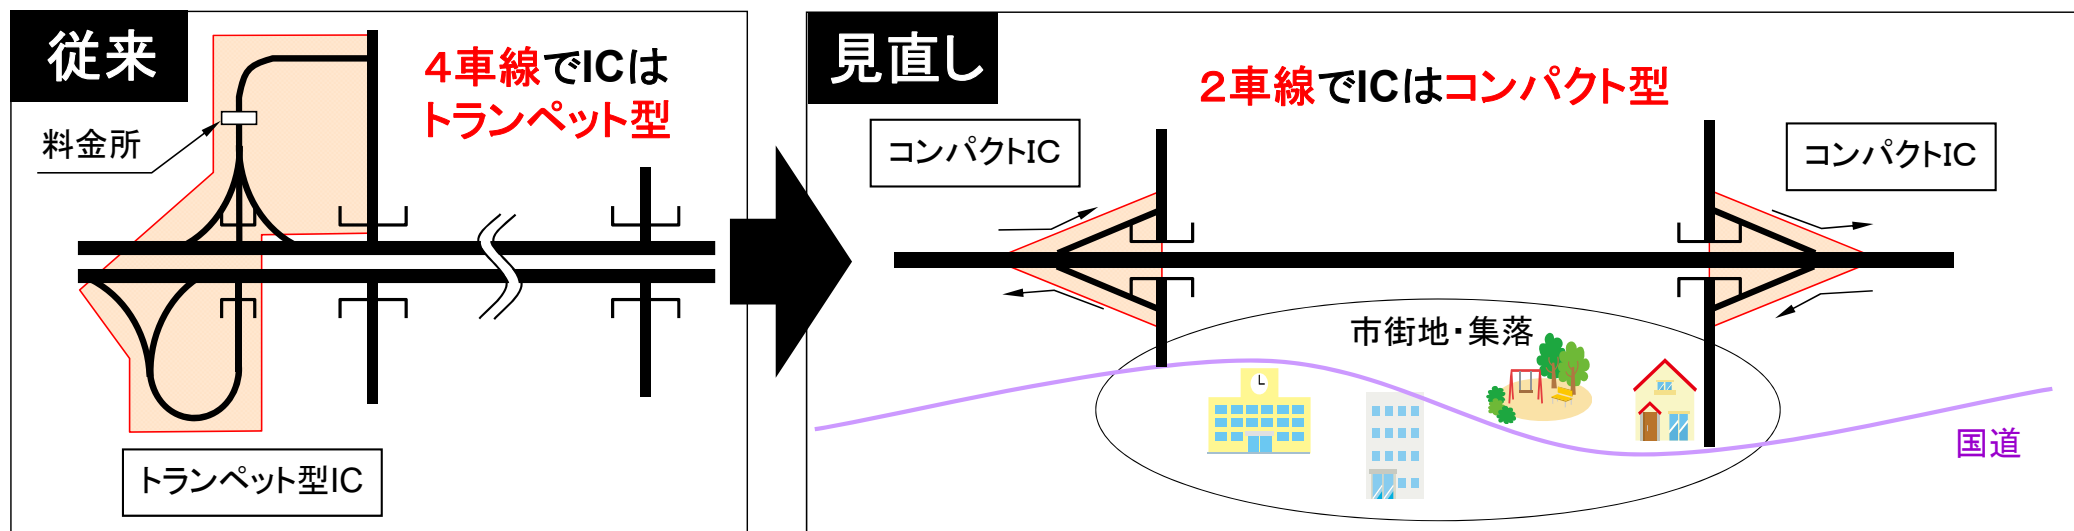 従来
４車線でICは
トランペット型
料金所
トランペット型IC
見直し
２車線でICはコンパクト型
コンパクトIC
コンパクトIC
市街地・集落
国道